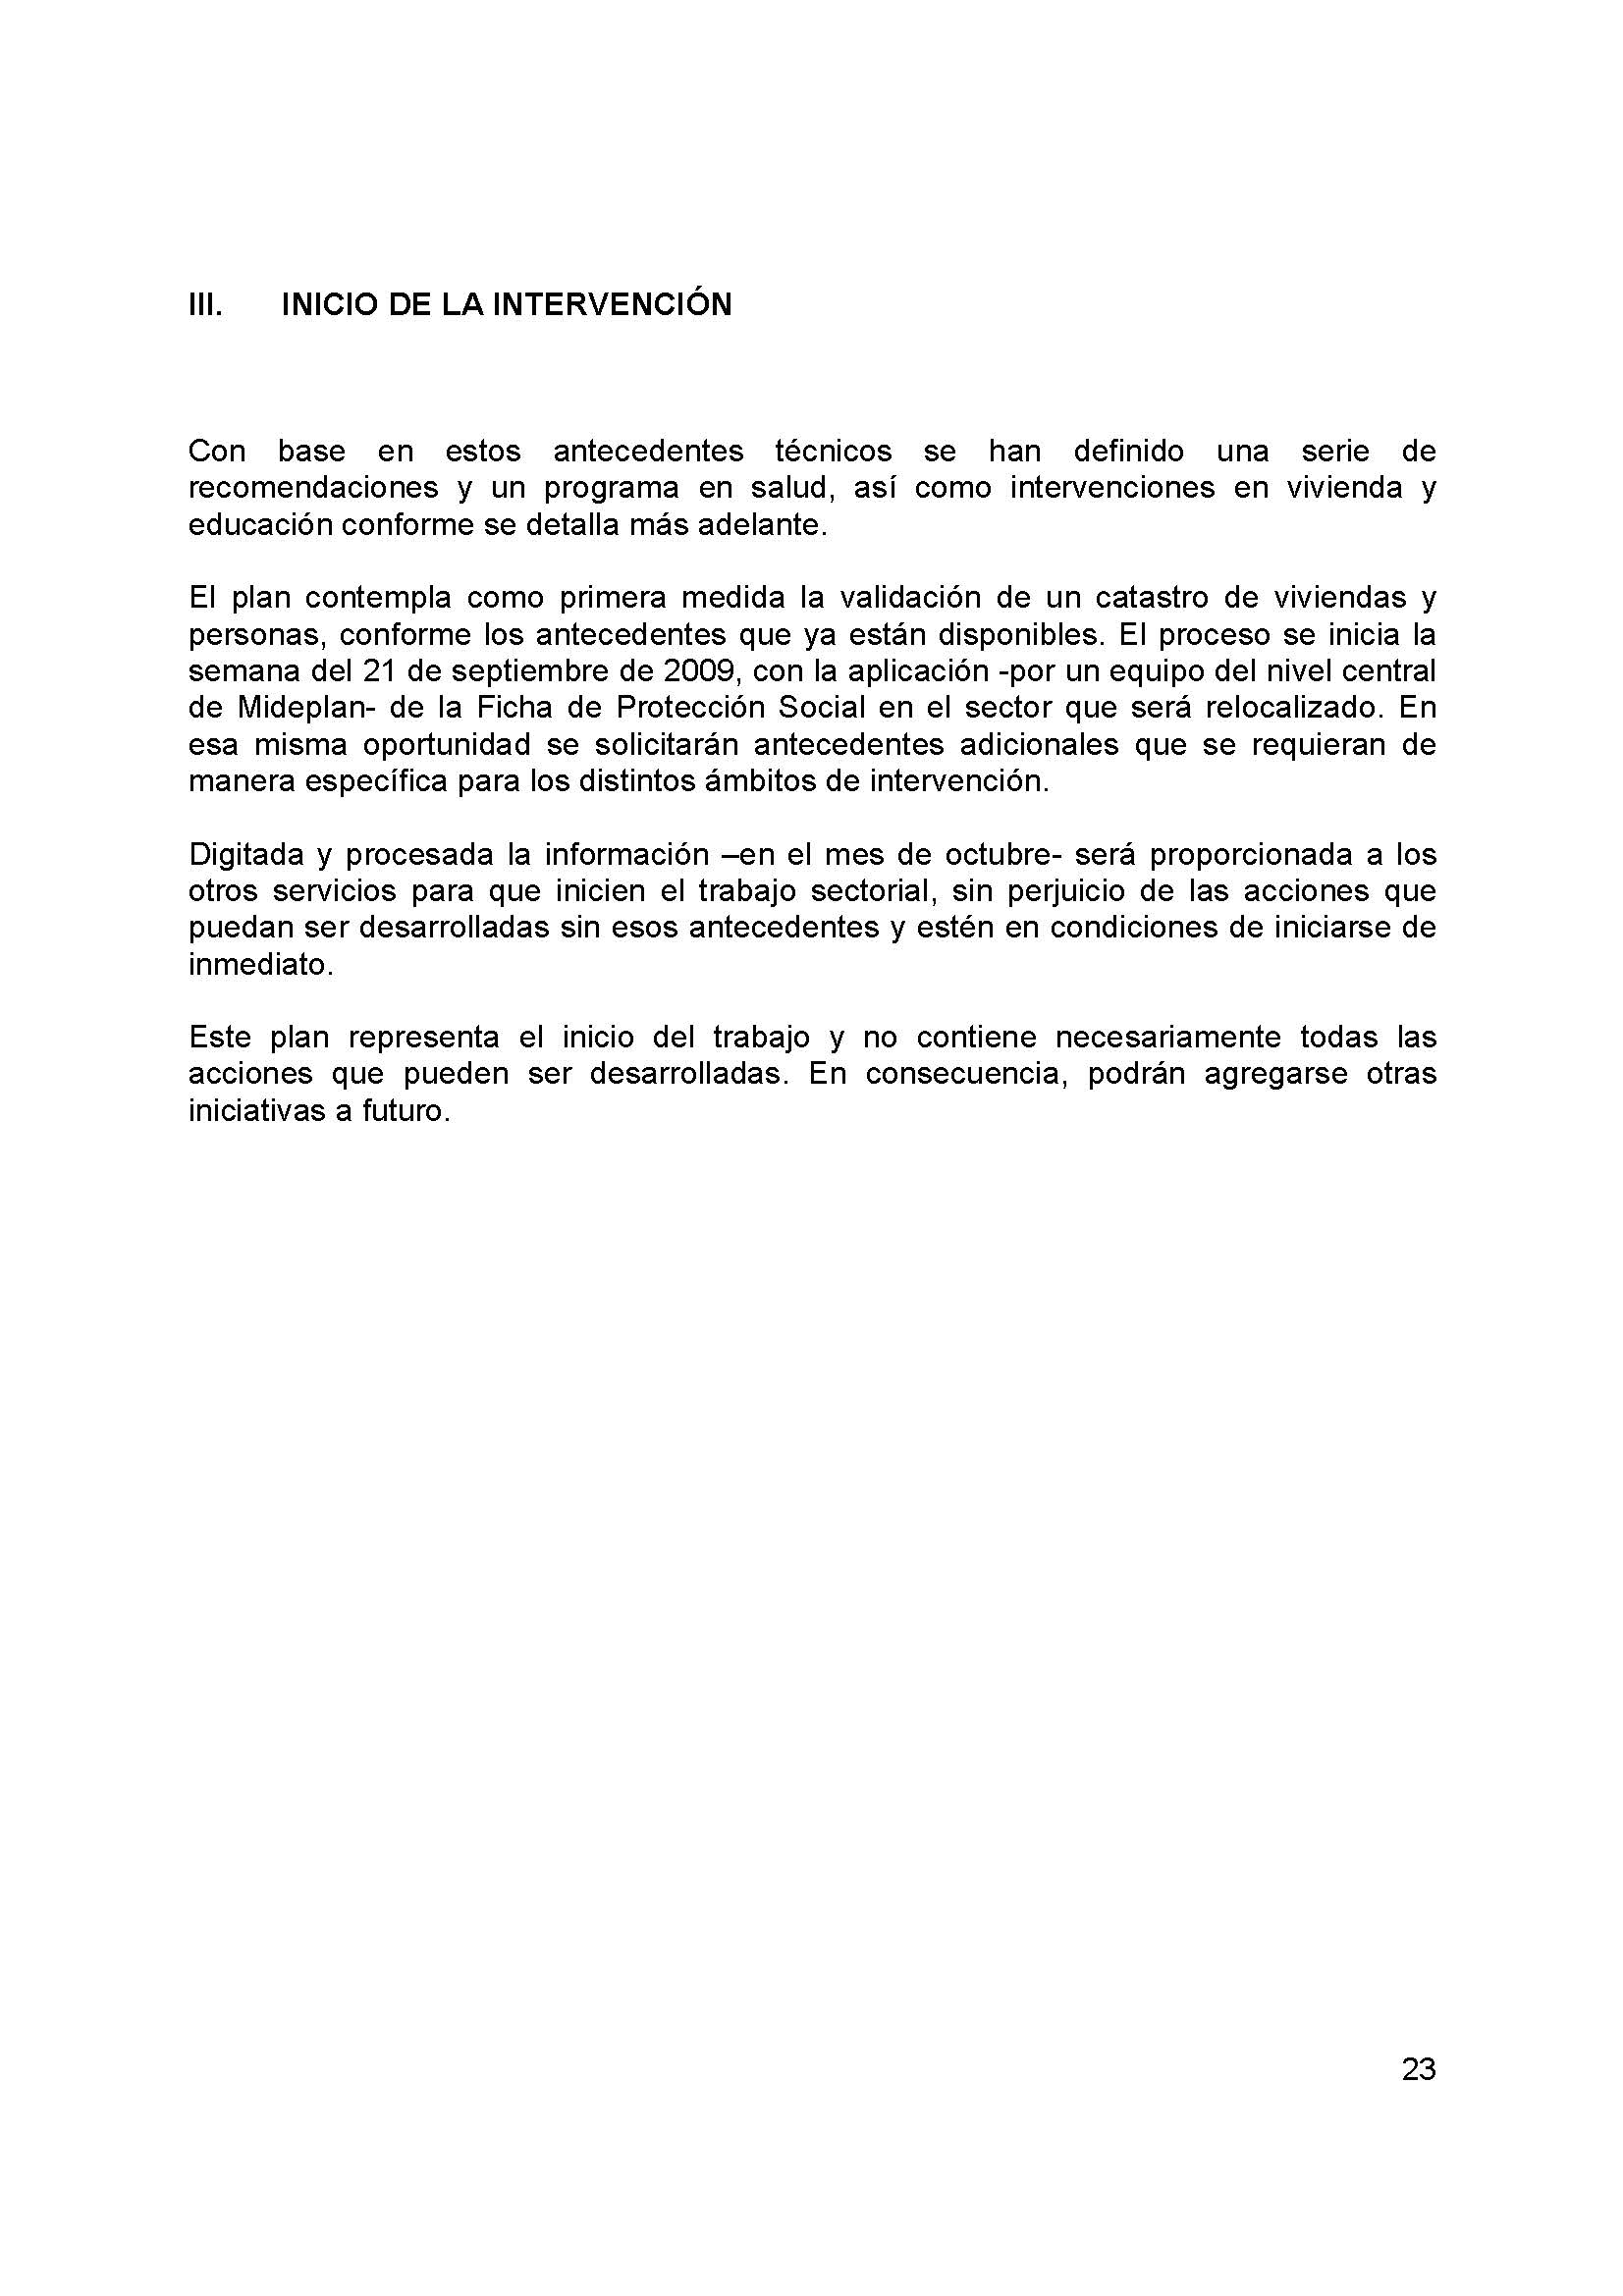 III. INICIO DE LA INTERVENCIÓN
Con base en estos antecedentes técnicos se han definido una serie de
recomendaciones y un programa en salud, así como intervenciones en vivienda y
educación conforme se detalla más adelante.
El plan contempla como primera medida la validación de un catastro de viviendas y
personas, conforme los antecedentes que ya están disponibles. El proceso se inicia la
semana del 21 de septiembre de 2009, con la aplicación -por un equipo del nivel central
de Mideplan- de la Ficha de Protección Social en el sector que será relocalizado. En
esa misma oportunidad se solicitarán antecedentes adicionales que se requieran de
manera específica para los distintos ámbitos de intervención.
Digitada y procesada la información –en el mes de octubre- será proporcionada a los
otros servicios para que inicien el trabajo sectorial, sin perjuicio de las acciones que
puedan ser desarrolladas sin esos antecedentes y estén en condiciones de iniciarse de
inmediato.
Este plan representa el inicio del trabajo y no contiene necesariamente todas las
acciones que pueden ser desarrolladas. En consecuencia, podrán agregarse otras
iniciativas a futuro.
23